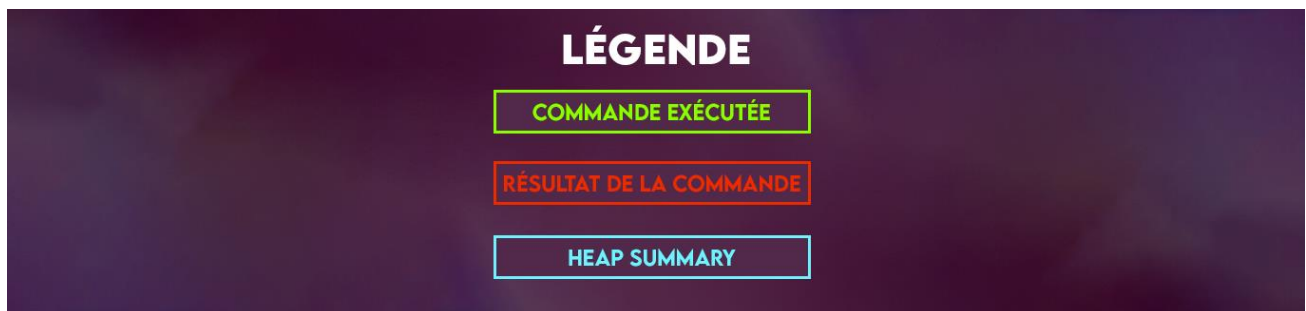 LÉGENDE
COMMANDE EXÉCUTÉE
RÉSULTAT DE LA COMMANDE
HEAP SUMMARY